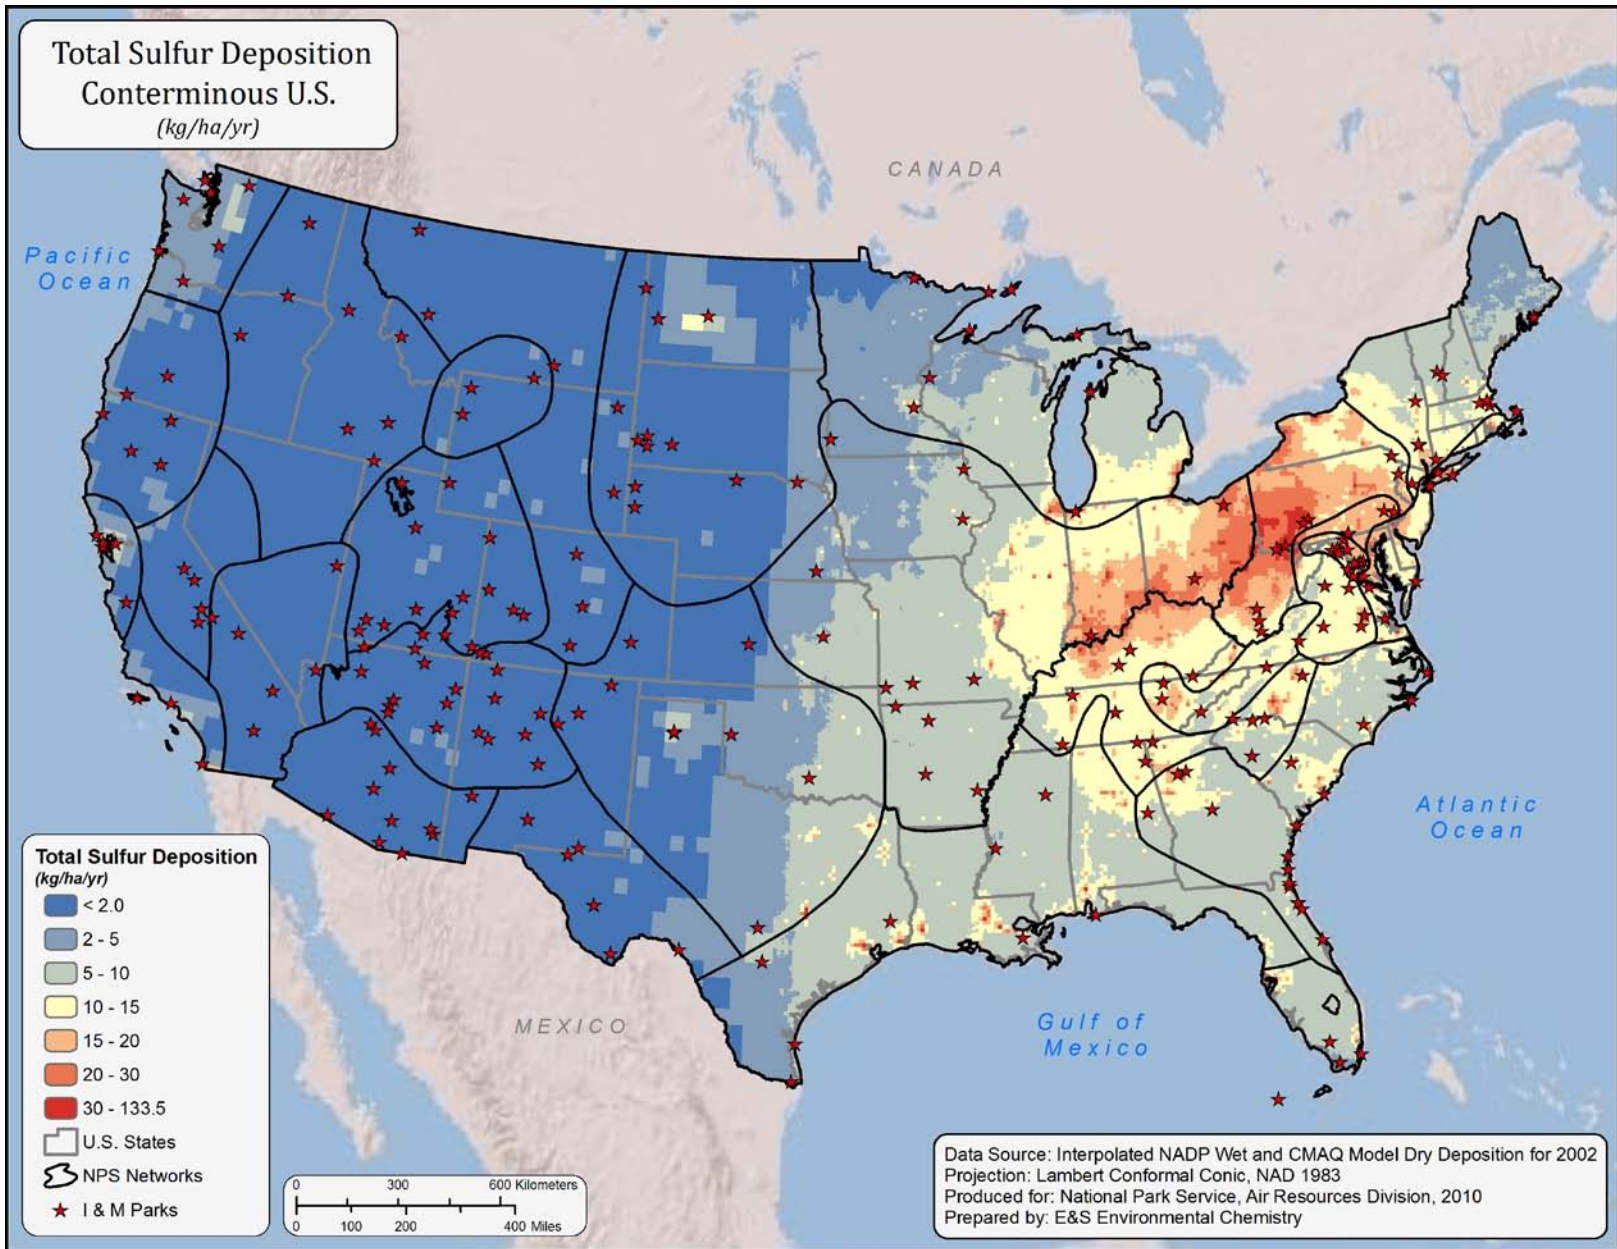 Total Sulfur Deposition
Conterminous U.S.
(kg/ha/yr)
CANADA
Pacific
Ocean
Atlantic
Ocean
Gulf of
Mexico
MEXICO
Total Sulfur Deposition
(kg/ha/yr)
< 2.0
2 - 5
5 - 10
10 - 15
15 - 20
20 - 30
30 - 133.5
U.S. States
NPS Networks
I & M Parks
0 300 600 Kilometers
0 100 200 400 Miles
Data Source: Interpolated NADP Wet and CMAQ Model Dry Deposition for 2002
Projection: Lambert Conformal Conic, NAD 1983
Produced for: National Park Service, Air Resources Division, 2010
Prepared by: E&S Environmental Chemistry